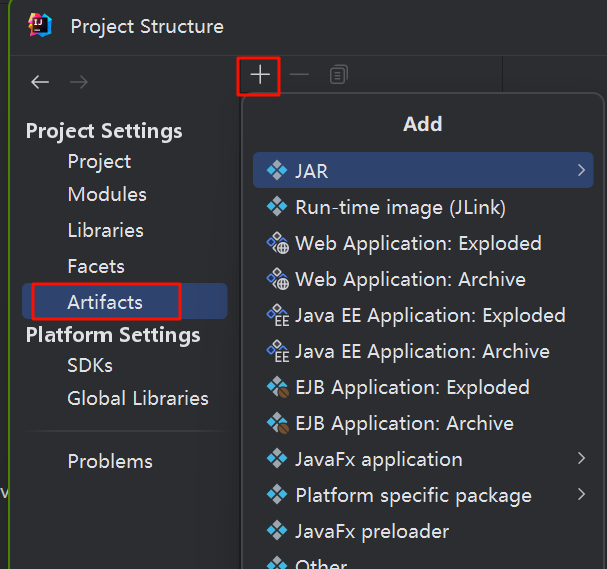 Project Structure
Project Settings
Project
Modules
Libraries
Facets
Artifacts
Platform Settings
SDKs
Global Libraries
Problems
Add
JAR
Run-time image (JLink)
Web Application: Exploded
Web Application: Archive
Java EE Application: Exploded
Java EE Application: Archive
EJB Application: Exploded
EJB Application: Archive
JavaFx application
Platform specific package
JavaFx preloader
Other